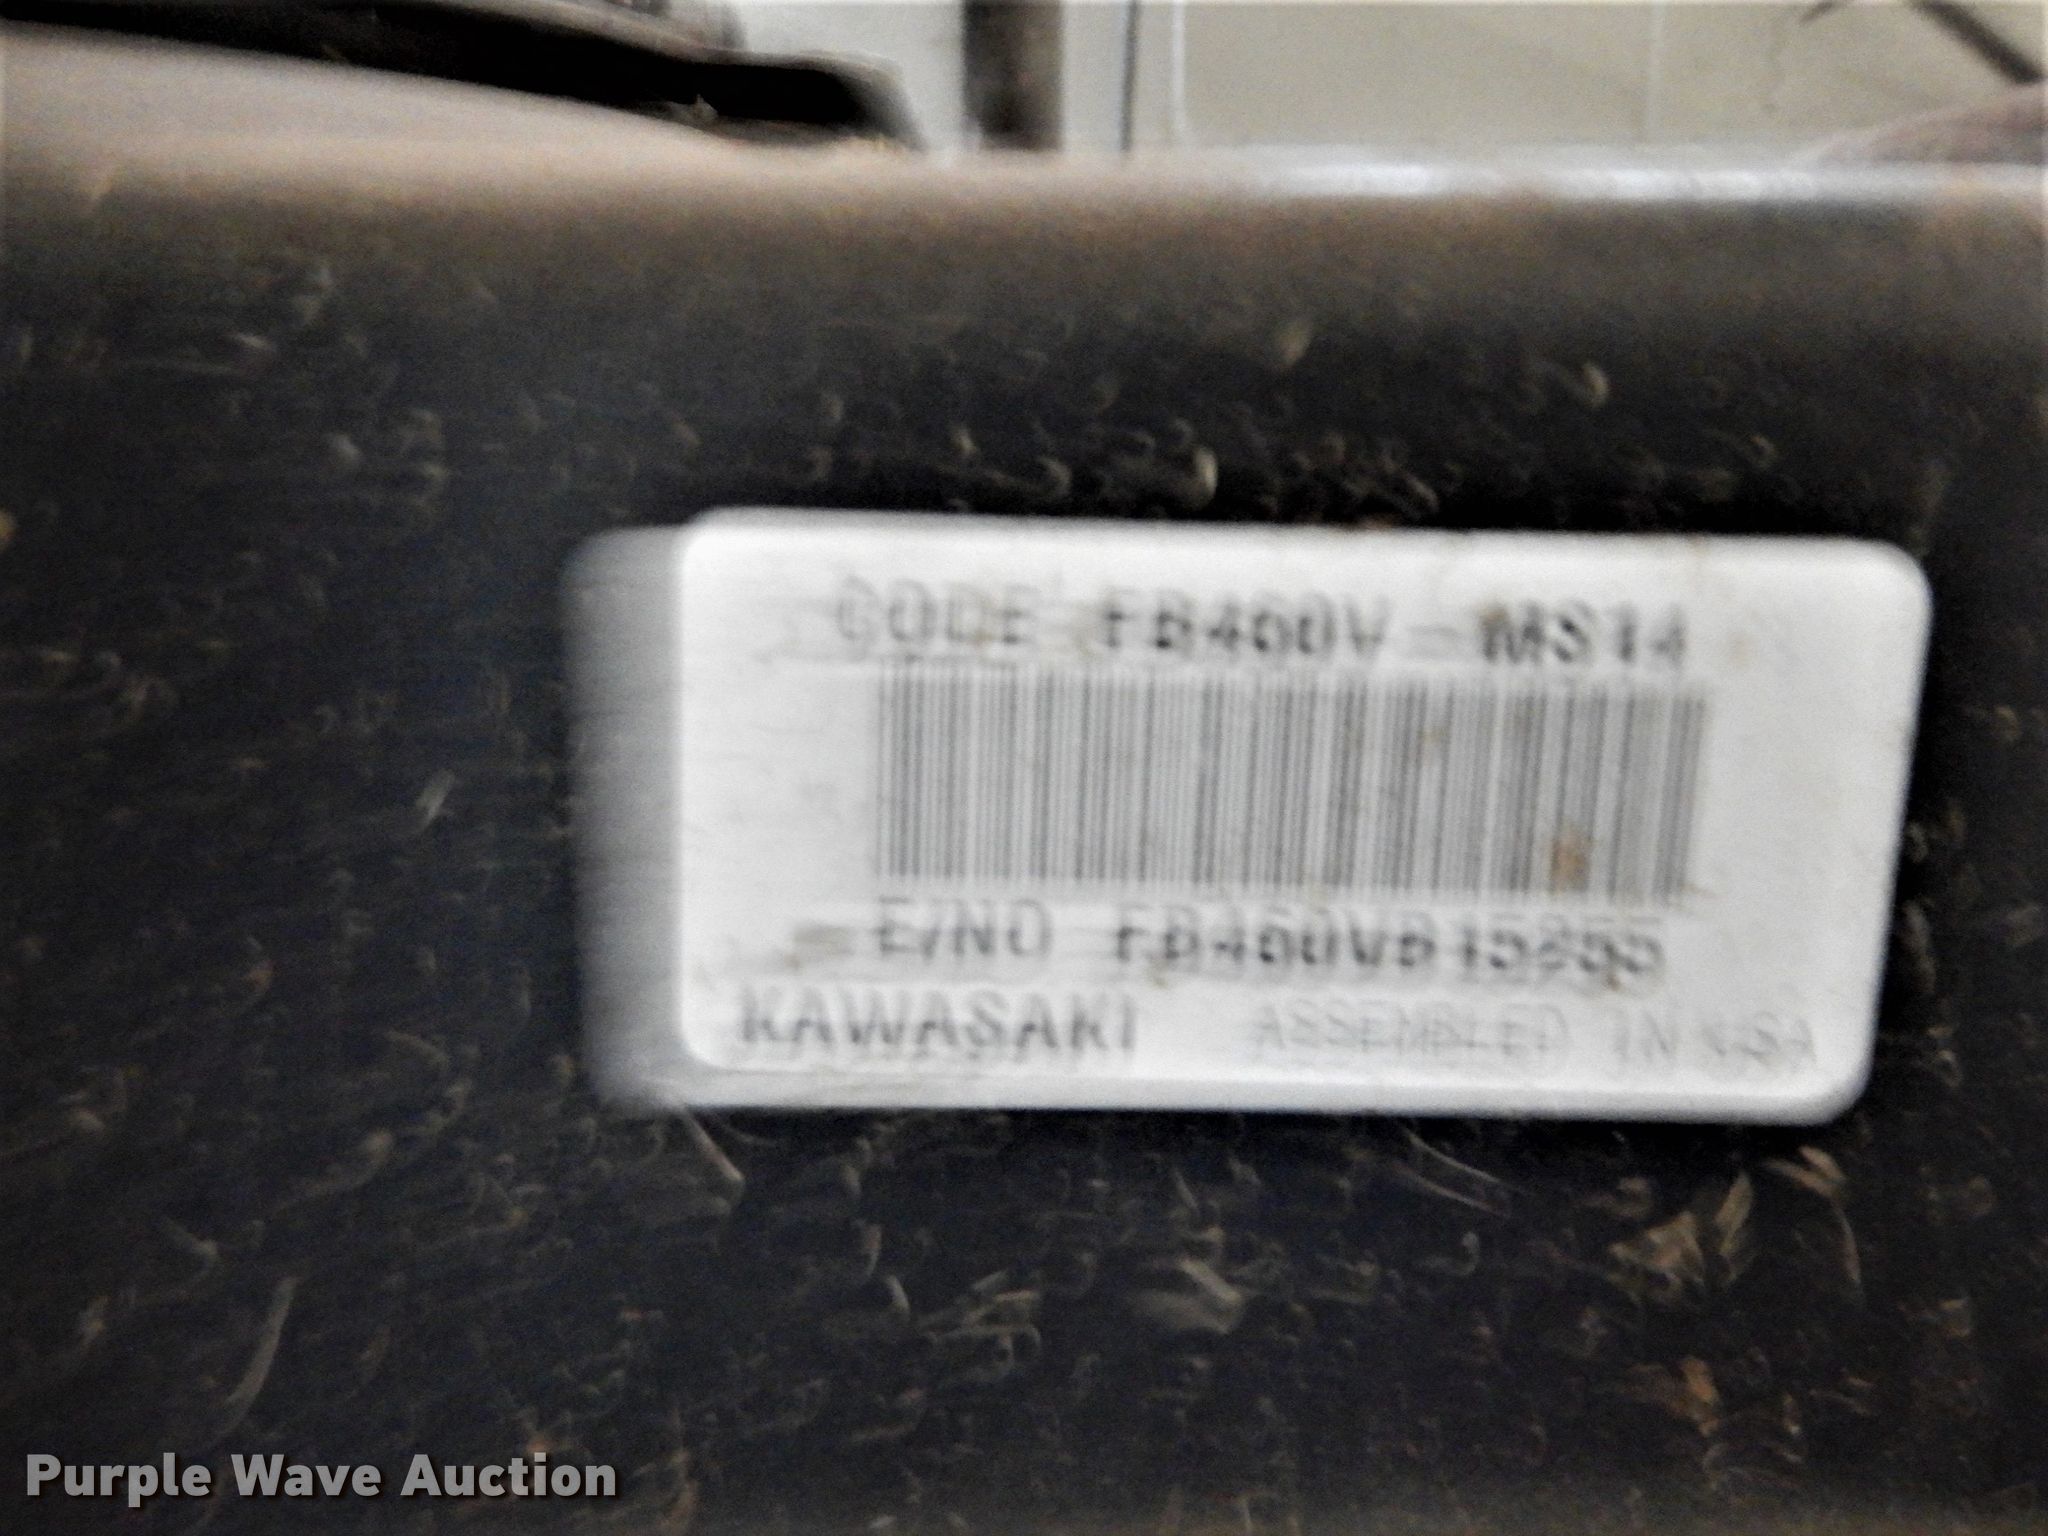 CODE FB460V-MS14
E/NO
KAWASAKI ASSEMBLED IN USA
Purple Wave Auction